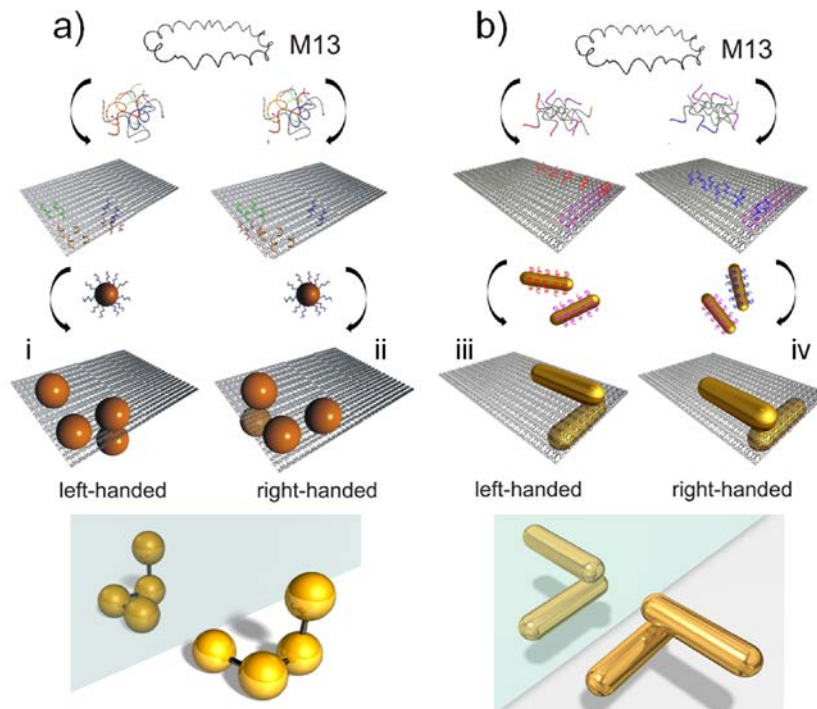 a)
M13
b)
M13
i
ii
iii
iv
left-handed
right-handed
left-handed
right-handed